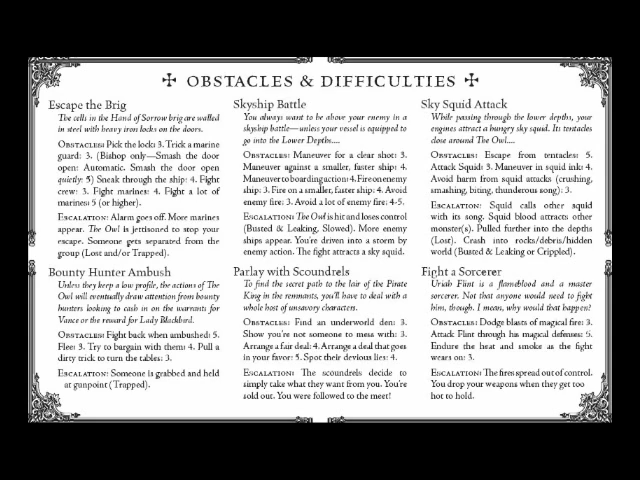 OBSTACLES & DIFFICULTIES
Escape the Brig
The cells in the Hand of Sorrow brig are walled
in steel with heavy iron locks on the doors.
OBSTACLES: Pick the lock: 3. Trick a marine
guard: 3. (Bishop only—Smash the door
open: Automatic. Smash the door open
quietly: 5) Sneak through the ship: 4. Fight
crew: 3. Fight marines: 4. Fight a lot of
marines: 5 (or higher).
ESCALATION: Alarm goes off. More marines
appear. The Owl is jettisoned to stop your
escape. Someone gets separated from the
group (Lost and/or Trapped).
Bounty Hunter Ambush
Unless they keep a low profile, the actions of The
Owl will eventually draw attention from bounty
hunters looking to cash in on the warrants for
Vance or the reward for Lady Blackbird.
OBSTACLES: Fight back when ambushed: 5.
Flee: 3. Try to bargain with them: 4. Pull a
dirty trick to turn the tables: 3.
ESCALATION: Someone is grabbed and held
at gunpoint (Trapped).
Skyship Battle
You always want to be above your enemy in a
skyship battle—unless your vessel is equipped to
go into the Lower Depths....
OBSTACLES: Maneuver for a clear shot: 3.
Maneuver against a smaller, faster ship: 4.
Maneuver to boarding action: 4. Fire on enemy
ship: 3. Fire on a smaller, faster ship: 4. Avoid
enemy fire: 3. Avoid a lot of enemy fire: 4-5.
ESCALATION: The Owl is hit and loses control
(Busted & Leaking, Slowed). More enemy
ships appear. You're driven into a storm by
enemy action. The fight attracts a sky squid.
Parlay with Scoundrels
To find the secret path to the lair of the Pirate
King in the remnants, you'll have to deal with a
whole host of unsavory characters.
OBSTACLES: Find an underworld den: 3.
Show you're not someone to mess with: 3.
Arrange a fair deal: 4. Arrange a deal that goes
in your favor: 5. Spot their devious lies: 4.
ESCALATION: The scoundrels decide to
simply take what they want from you. You're
sold out. You were followed to the meet!
Sky Squid Attack
While passing through the lower depths, your
engines attract a hungry sky squid. Its tentacles
close around The Owl....
OBSTACLES: Escape from tentacles: 5.
Attack Squid: 3. Maneuver in squid ink: 4.
Avoid harm from squid attacks (crushing,
smashing, biting, thunderous song): 3.
ESCALATION: Squid calls other squid
with its song. Squid blood attracts other
monster(s). Pulled further into the depths
(Lost). Crash into rocks/debris/hidden
world (Busted & Leaking or Crippled).
Fight a Sorcerer
Uriah Flint is a flameblood and a master
sorcerer. Not that anyone would need to fight
him, though. I mean, why would that happen?
OBSTACLES: Dodge blasts of magical fire: 3.
Attack Flint through his magical defenses: 5.
Endure the heat and smoke as the fight
wears on: 3.
ESCALATION: The fires spread out of control.
You drop your weapons when they get too
hot to hold.